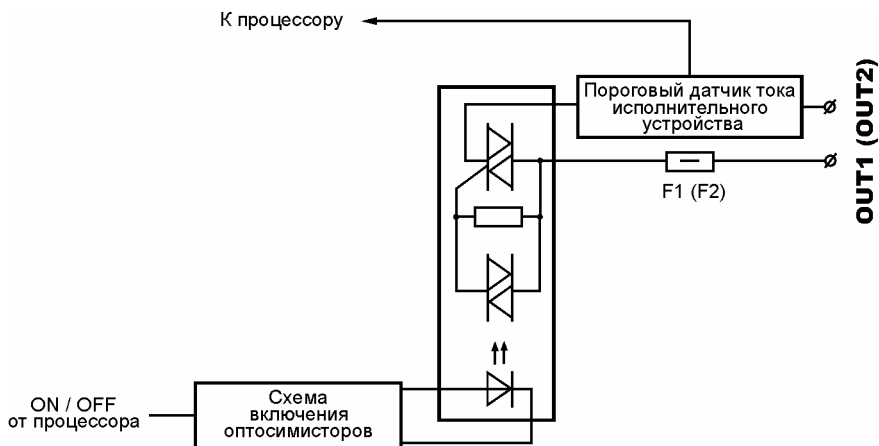 К процессору
Пороговый датчик тока
исполнительного
устройства
OUT1 (OUT2)
F1 (F2)
ON / OFF
от процессора
Схема
включения
оптосимисторов